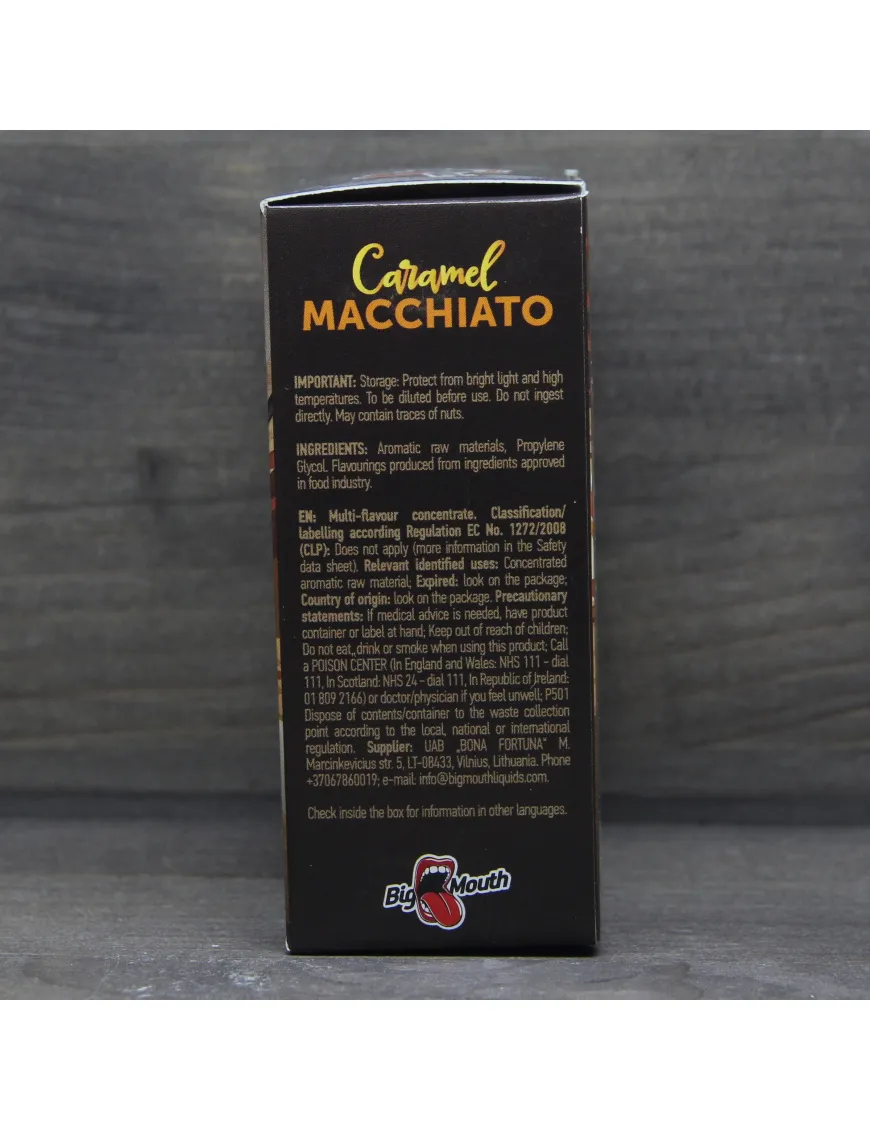 Caramel
MACCHIATO
IMPORTANT: Storage: Protect from bright light and high
temperatures. To be diluted before use. Do not ingest
directly. May contain traces of nuts.
INGREDIENTS: Aromatic raw materials, Propylene
Glycol. Flavourings produced from ingredients approved
in food industry.
EN: Multi-flavour concentrate. Classification/
labelling according Regulation EC No. 1272/2008
(CLP): Does not apply (more information in the Safety
data sheet). Relevant identified uses: Concentrated
aromatic raw material; Expired: look on the package;
Country of origin: look on the package. Precautionary
statements: If medical advice is needed, have product
container or label at hand; Keep out of reach of children;
Do not eat,,drink or smoke when using this product; Call
a POISON CENTER (In England and Wales: NHS 111 - dial
111, In Scotland: NHS 24 - dial 111, In Republic of Jreland:
01 809 2166) or doctor/physician if you feel unwell; P501
Dispose of contents/container to the waste collection
point according to the local, national or international
regulation. Supplier: UAB „BONA FORTUNA" M.
Marcinkevicius str. 5, LT-08433, Vilnius, Lithuania. Phone
+37067860019; e-mail: info@bigmouthliquids.com.
Check inside the box for information in other languages.
Big Mouth